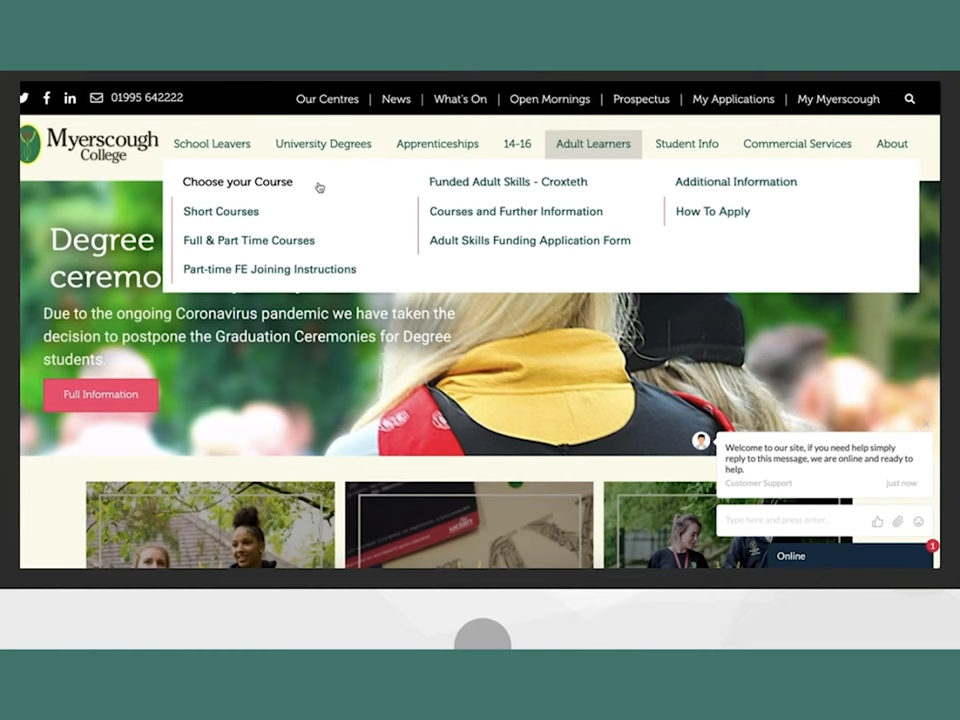 01995 642222
Our Centres | News | What's On | Open Mornings | Prospectus | My Applications | My Myerscough
Myerscough
College
School Leavers University Degrees Apprenticeships 14-16 Adult Learners Student Info Commercial Services About
Choose your Course
Short Courses
Full & Part Time Courses
Part-time FE Joining Instructions
Funded Adult Skills - Croxteth
Courses and Further Information
Adult Skills Funding Application Form
Additional Information
How To Apply
Degree
ceremo
Due to the ongoing Coronavirus pandemic we have taken the
decision to postpone the Graduation Ceremonies for Degree
students.
Full Information
Welcome to our site, if you need help simply
reply to this message, we are online and ready to
help.
Customer Support just now
Type here and press enter..
Online
1